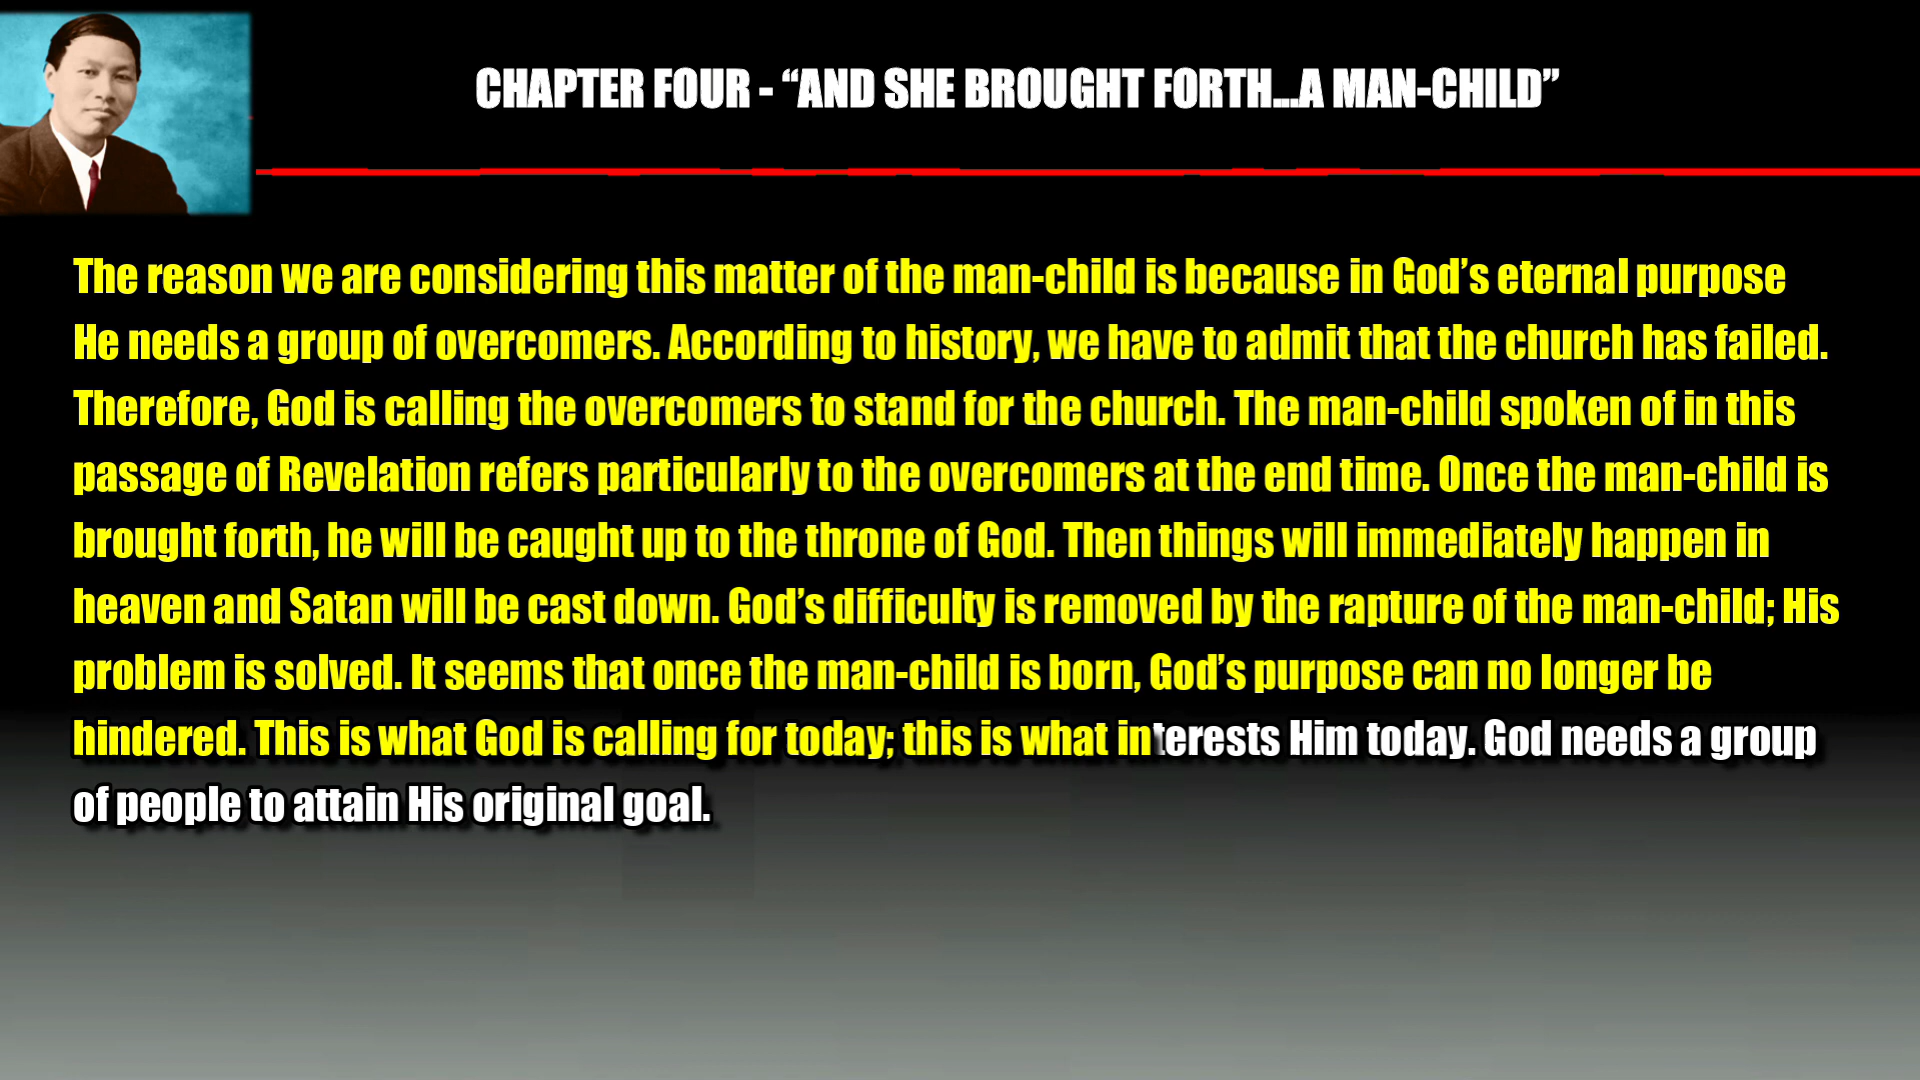 CHAPTER FOUR - “AND SHE BROUGHT FORTH...A MAN-CHILD”
The reason we are considering this matter of the man-child is because in God’s eternal purpose
He needs a group of overcomers. According to history, we have to admit that the church has failed.
Therefore, God is calling the overcomers to stand for the church. The man-child spoken of in this
passage of Revelation refers particularly to the overcomers at the end time. Once the man-child is
brought forth, he will be caught up to the throne of God. Then things will immediately happen in
heaven and Satan will be cast down. God’s difficulty is removed by the rapture of the man-child; His
problem is solved. It seems that once the man-child is born, God’s purpose can no longer be
hindered. This is what God is calling for today; this is what interests Him today. God needs a group
of people to attain His original goal.